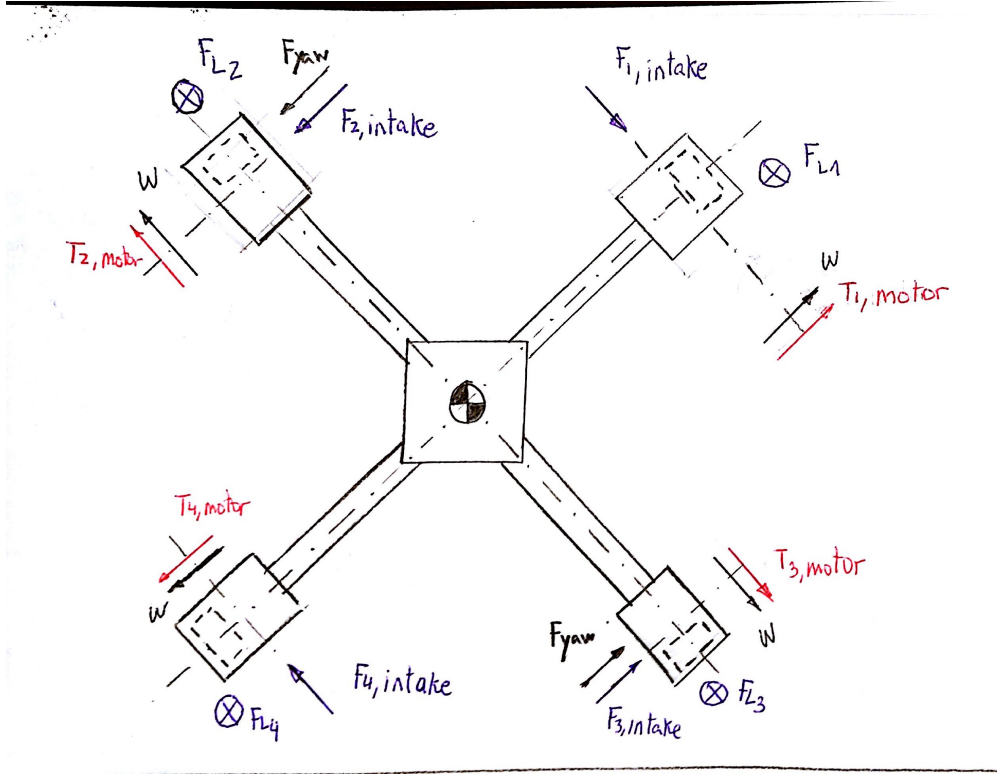 FL2
Fyaw
F2, intake
F1, intake
FL1
W
T2, motor
W
T1, motor
T4, motor
W
F4, intake
FL4
T3, motor
W
Fyaw
F3, intake
FL3